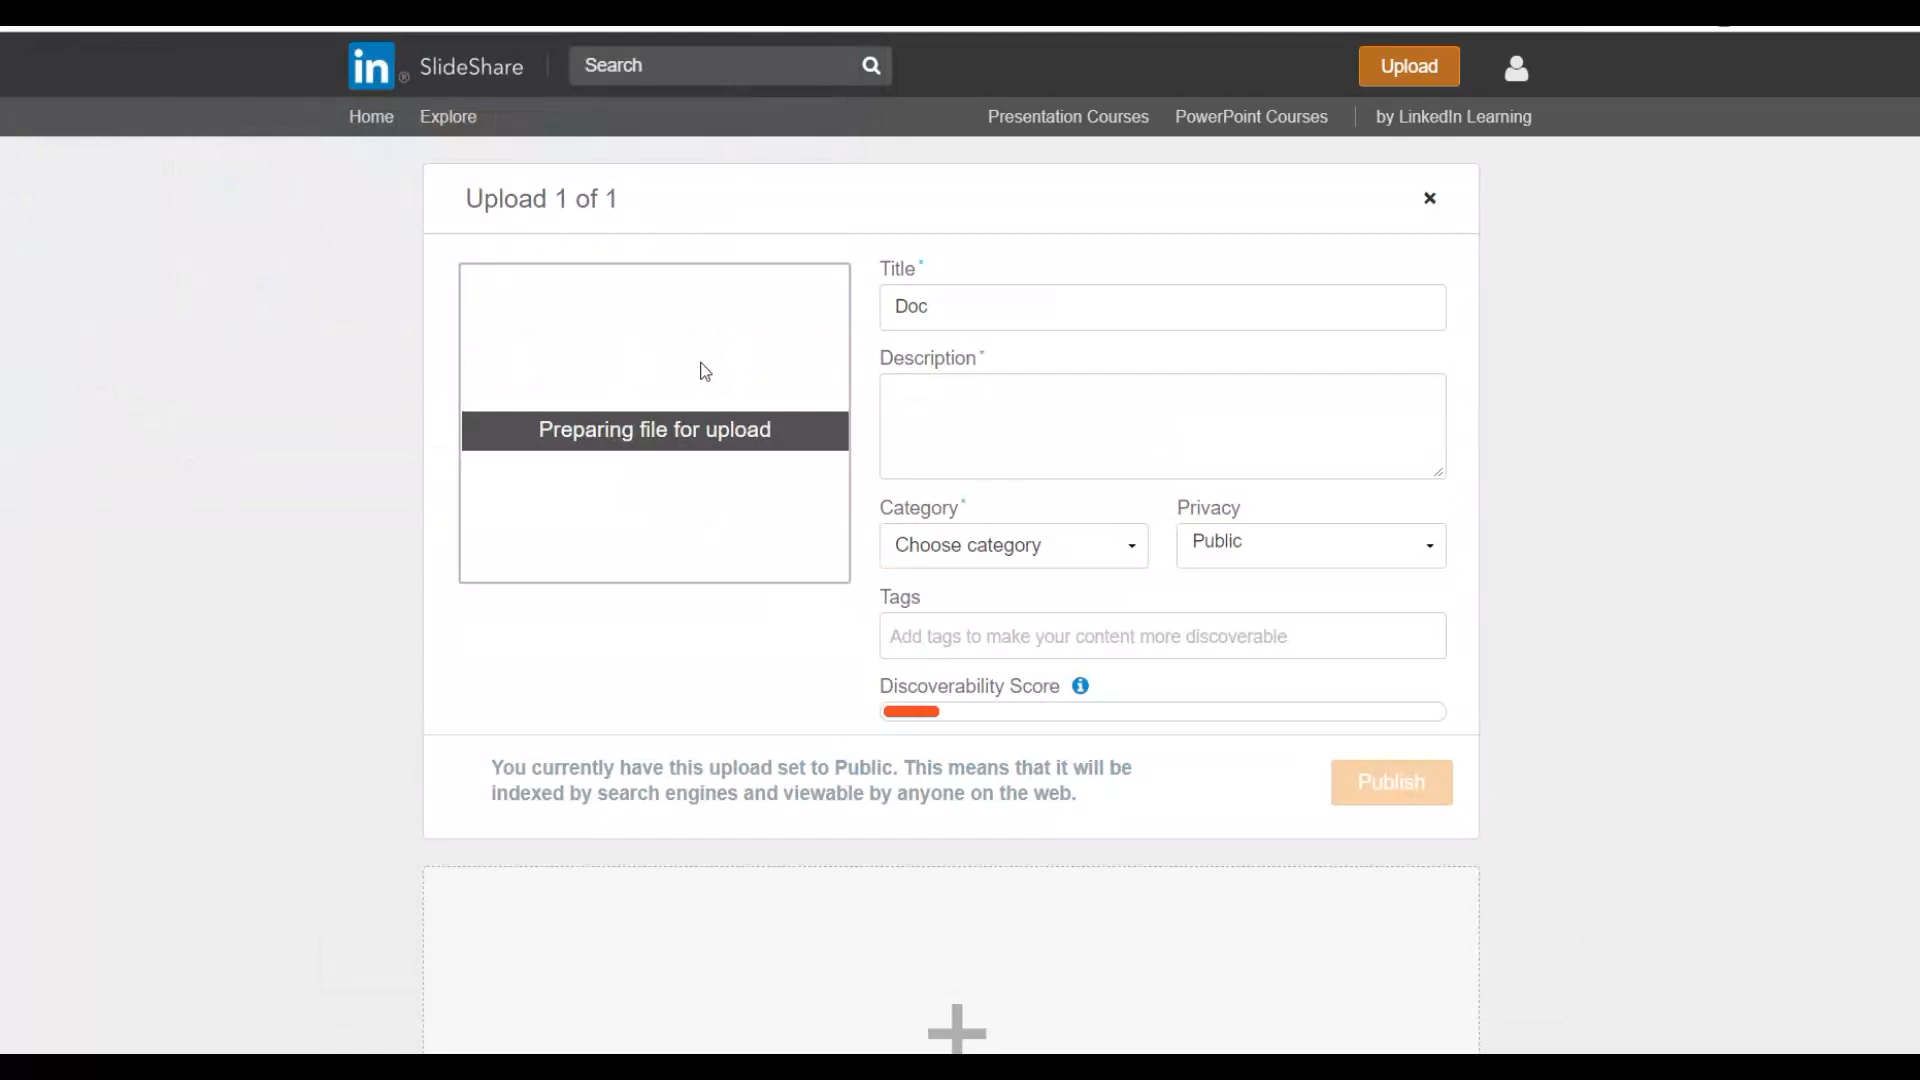 in ® SlideShare Search Upload
Home Explore Presentation Courses PowerPoint Courses by LinkedIn Learning
Upload 1 of 1 ×
Preparing file for upload
Title*
Doc
Description*
Category* Privacy
Choose category Public
Tags
Add tags to make your content more discoverable
Discoverability Score i
You currently have this upload set to Public. This means that it will be
indexed by search engines and viewable by anyone on the web.
Publish